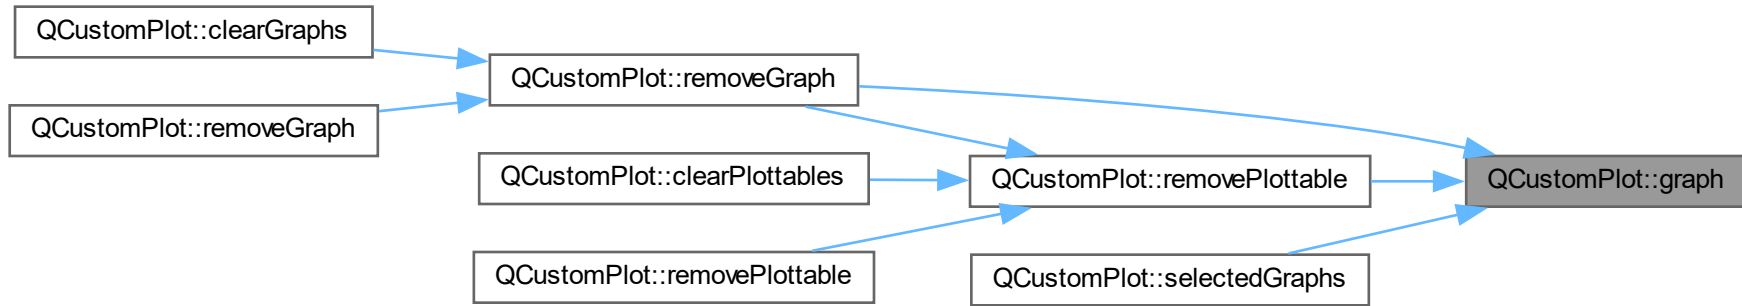 QCustomPlot::clearGraphs
QCustomPlot::removeGraph
QCustomPlot::removeGraph
QCustomPlot::clearPlottables
QCustomPlot::removePlottable
QCustomPlot::graph
QCustomPlot::removePlottable
QCustomPlot::selectedGraphs